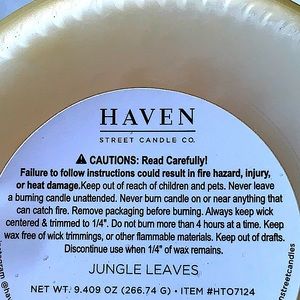 HAVEN
STREET CANDLE CO.
⚠ CAUTIONS: Read Carefully!
Failure to follow instructions could result in fire hazard, injury,
or heat damage.Keep out of reach of children and pets. Never leave
a burning candle unattended. Never burn candle on or near anything that
can catch fire. Remove packaging before burning. Always keep wick
centered & trimmed to 1/4". Do not burn more than 4 hours at a time. Keep
wax free of wick trimmings, or other flammable materials. Keep out of drafts.
Discontinue use when 1/4" of wax remains.
JUNGLE LEAVES
NET WT. 9.409 OZ (266.74 G) • ITEM #HTO7124